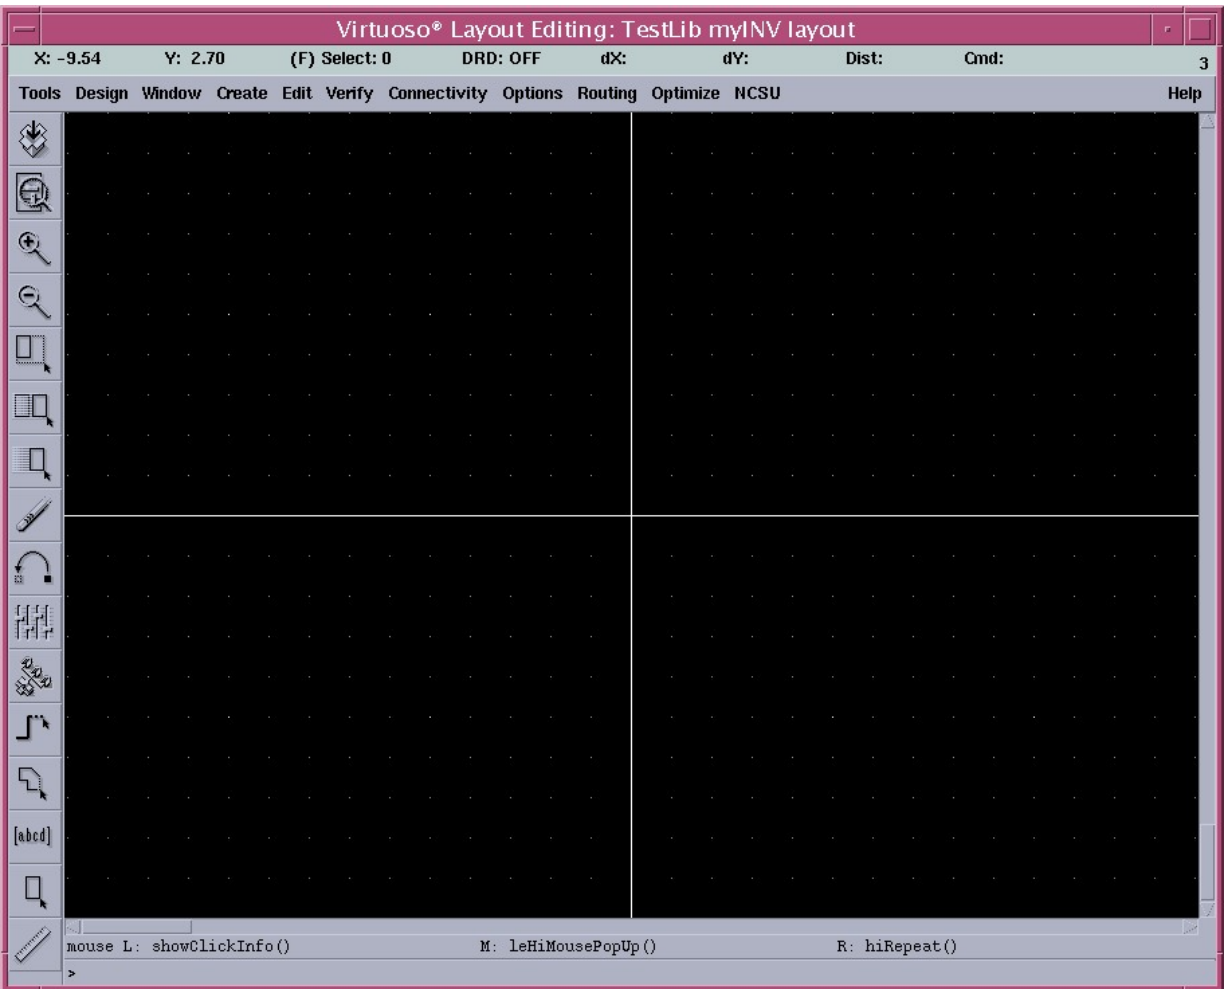 Virtuoso® Layout Editing: TestLib myINV layout
X: -9.54 Y: 2.70 (F) Select: 0 DRD: OFF dX: dY: Dist: Cmd: 3
Tools Design Window Create Edit Verify Connectivity Options Routing Optimize NCSU Help
[abcd]
mouse L: showClickInfo() M: leHiMousePopUp() R: hiRepeat()
>